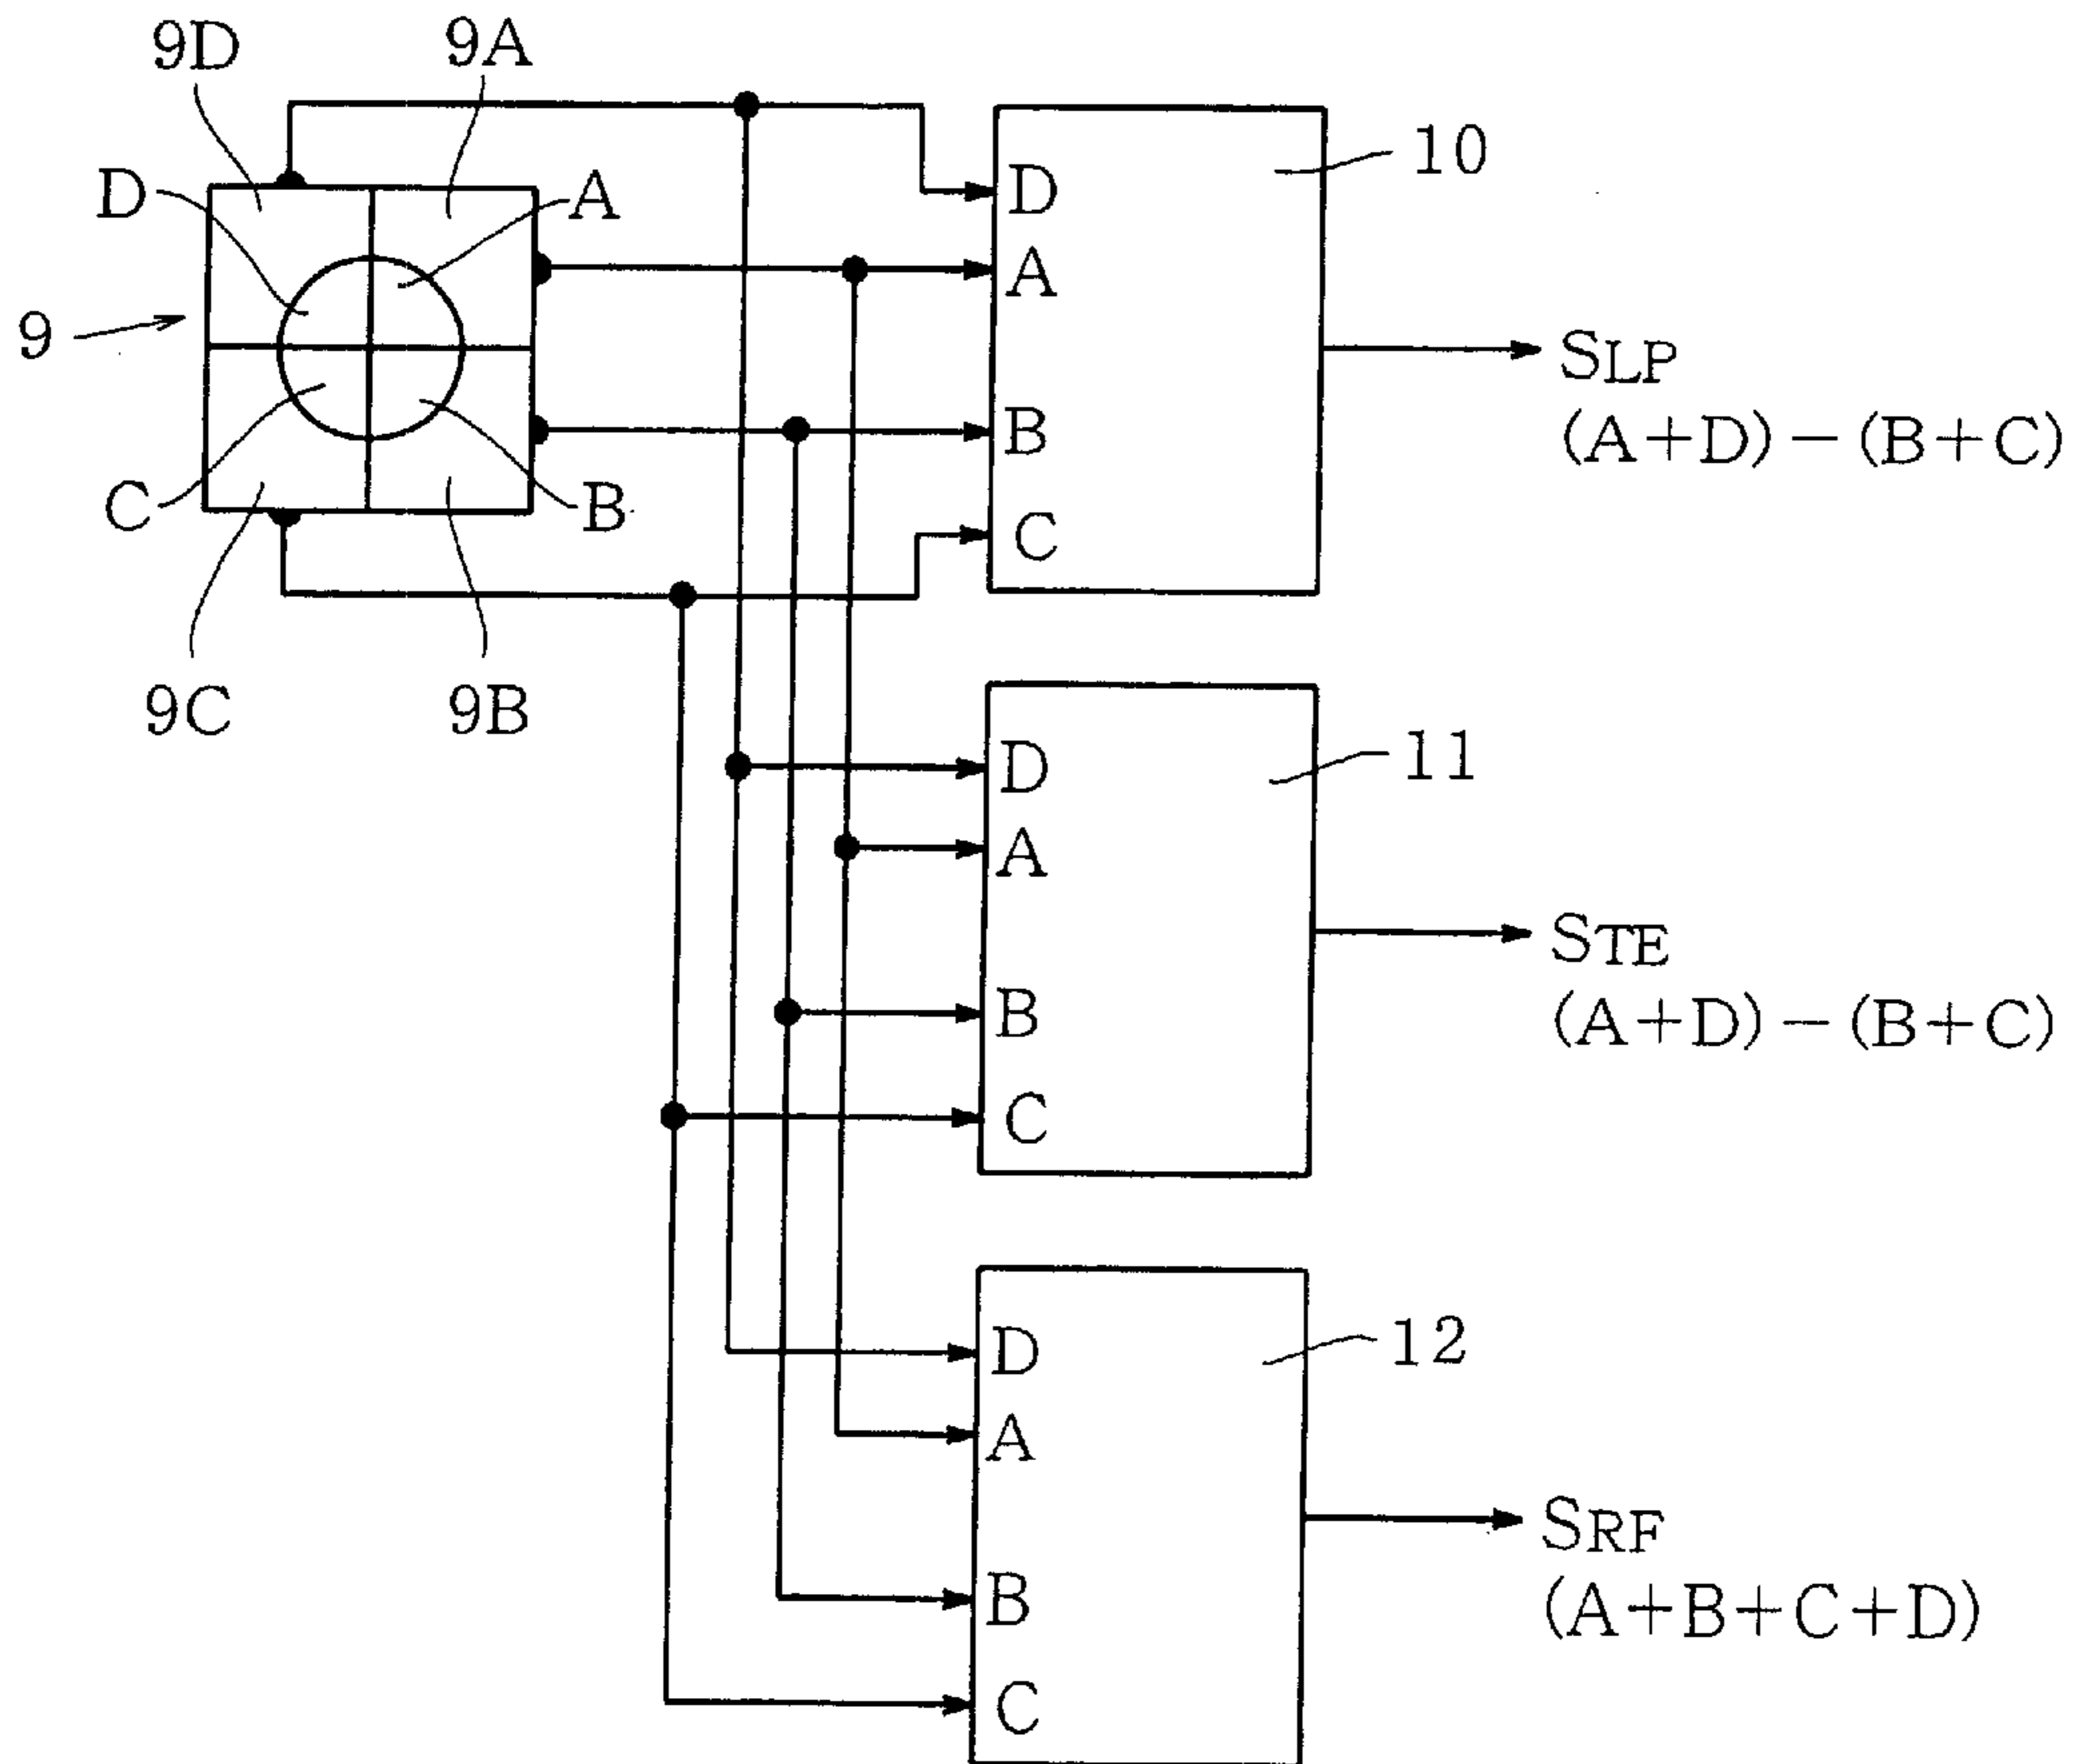 9D
9A
D
A
9
C
B
9C
9B
D
A
B
C
10
SLP
(A+D)-(B+C)
D
A
B
C
11
STE
(A+D)-(B+C)
D
A
B
C
12
SRF
(A+B+C+D)